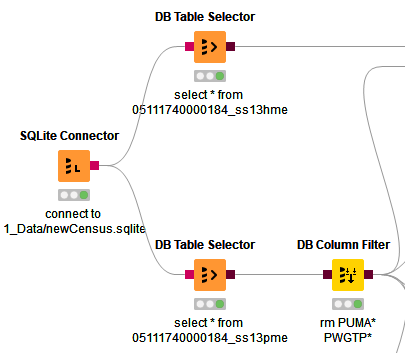 DB Table Selector
select * from
05111740000184_ss13hme
SQLite Connector
connect to
1_Data/newCensus.sqlite
DB Table Selector
select * from
05111740000184_ss13pme
DB Column Filter
rm PUMA*
PWGTP*